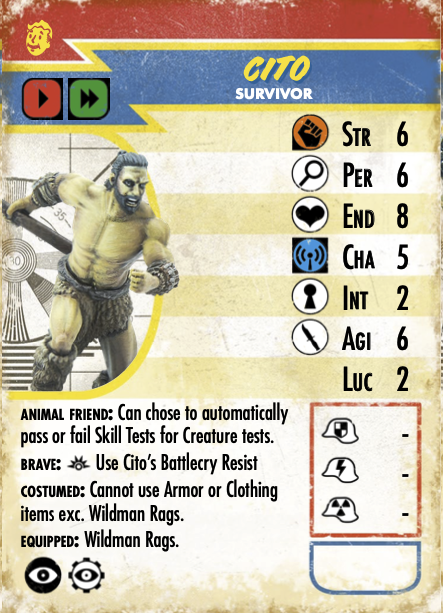 CITO
SURVIVOR
STR 6
PER 6
END 8
CHA 5
INT 2
AGI 6
LUC 2
ANIMAL FRIEND: Can chose to automatically
pass or fail Skill Tests for Creature tests.
BRAVE: Use Cito's Battlecry Resist
COSTUMED: Cannot use Armor or Clothing
items exc. Wildman Rags.
EQUIPPED: Wildman Rags.
-
-
-
35